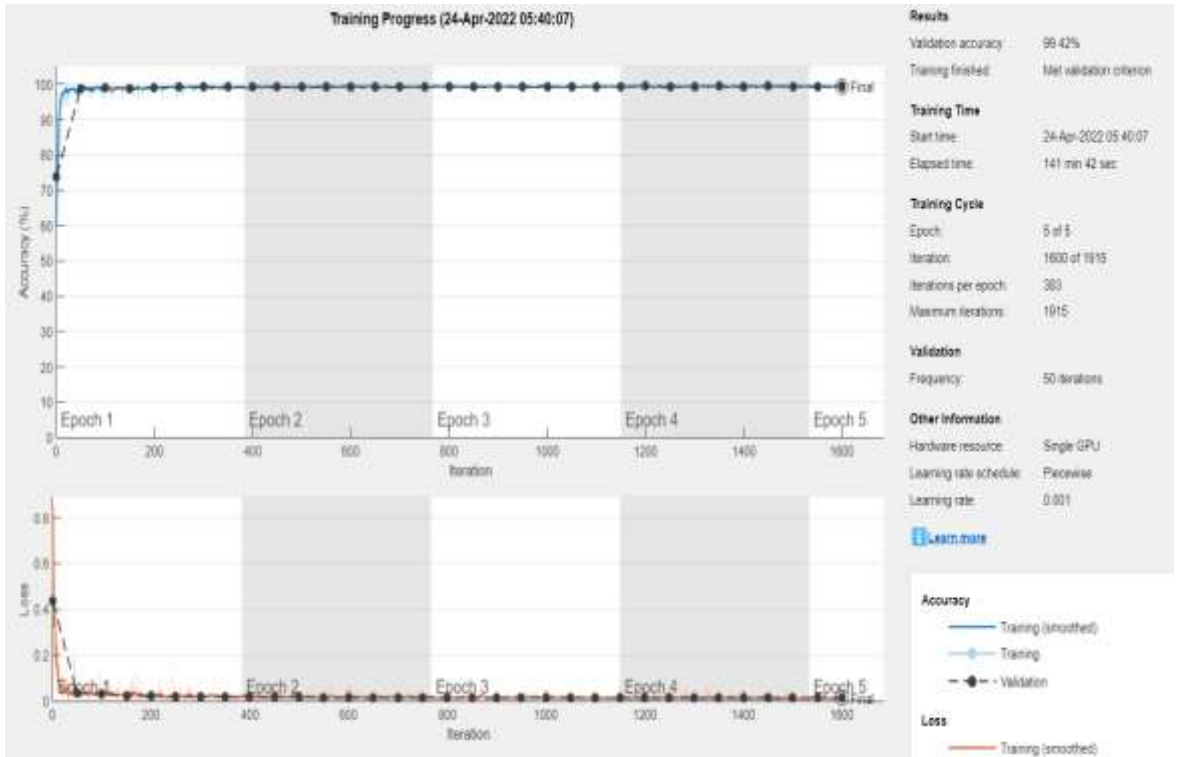 Training Progress (24-Apr-2022 05:40:07)
100
90
80
70
60
50
40
30
20
10
0
Accuracy (%)
Epoch 1 Epoch 2 Epoch 3 Epoch 4 Epoch 5
Final
0 200 400 600 800 1000 1200 1400 1600
Iteration
0.8
0.6
0.4
0.2
0
Loss
Epoch 1 Epoch 2 Epoch 3 Epoch 4 Epoch 5
Final
0 200 400 600 800 1000 1200 1400 1600
Iteration
Results
Validation accuracy: 99.42%
Training finished: Met validation criterion
Training Time
Start time: 24-Apr-2022 05:40:07
Elapsed time: 141 min 42 sec
Training Cycle
Epoch: 5 of 5
Iteration: 1600 of 1915
Iterations per epoch: 383
Maximum iterations: 1915
Validation
Frequency: 50 iterations
Other Information
Hardware resource: Single GPU
Learning rate schedule: Piecewise
Learning rate: 0.001
Learn more
Accuracy
Training (smoothed)
Training
Validation
Loss
Training (smoothed)